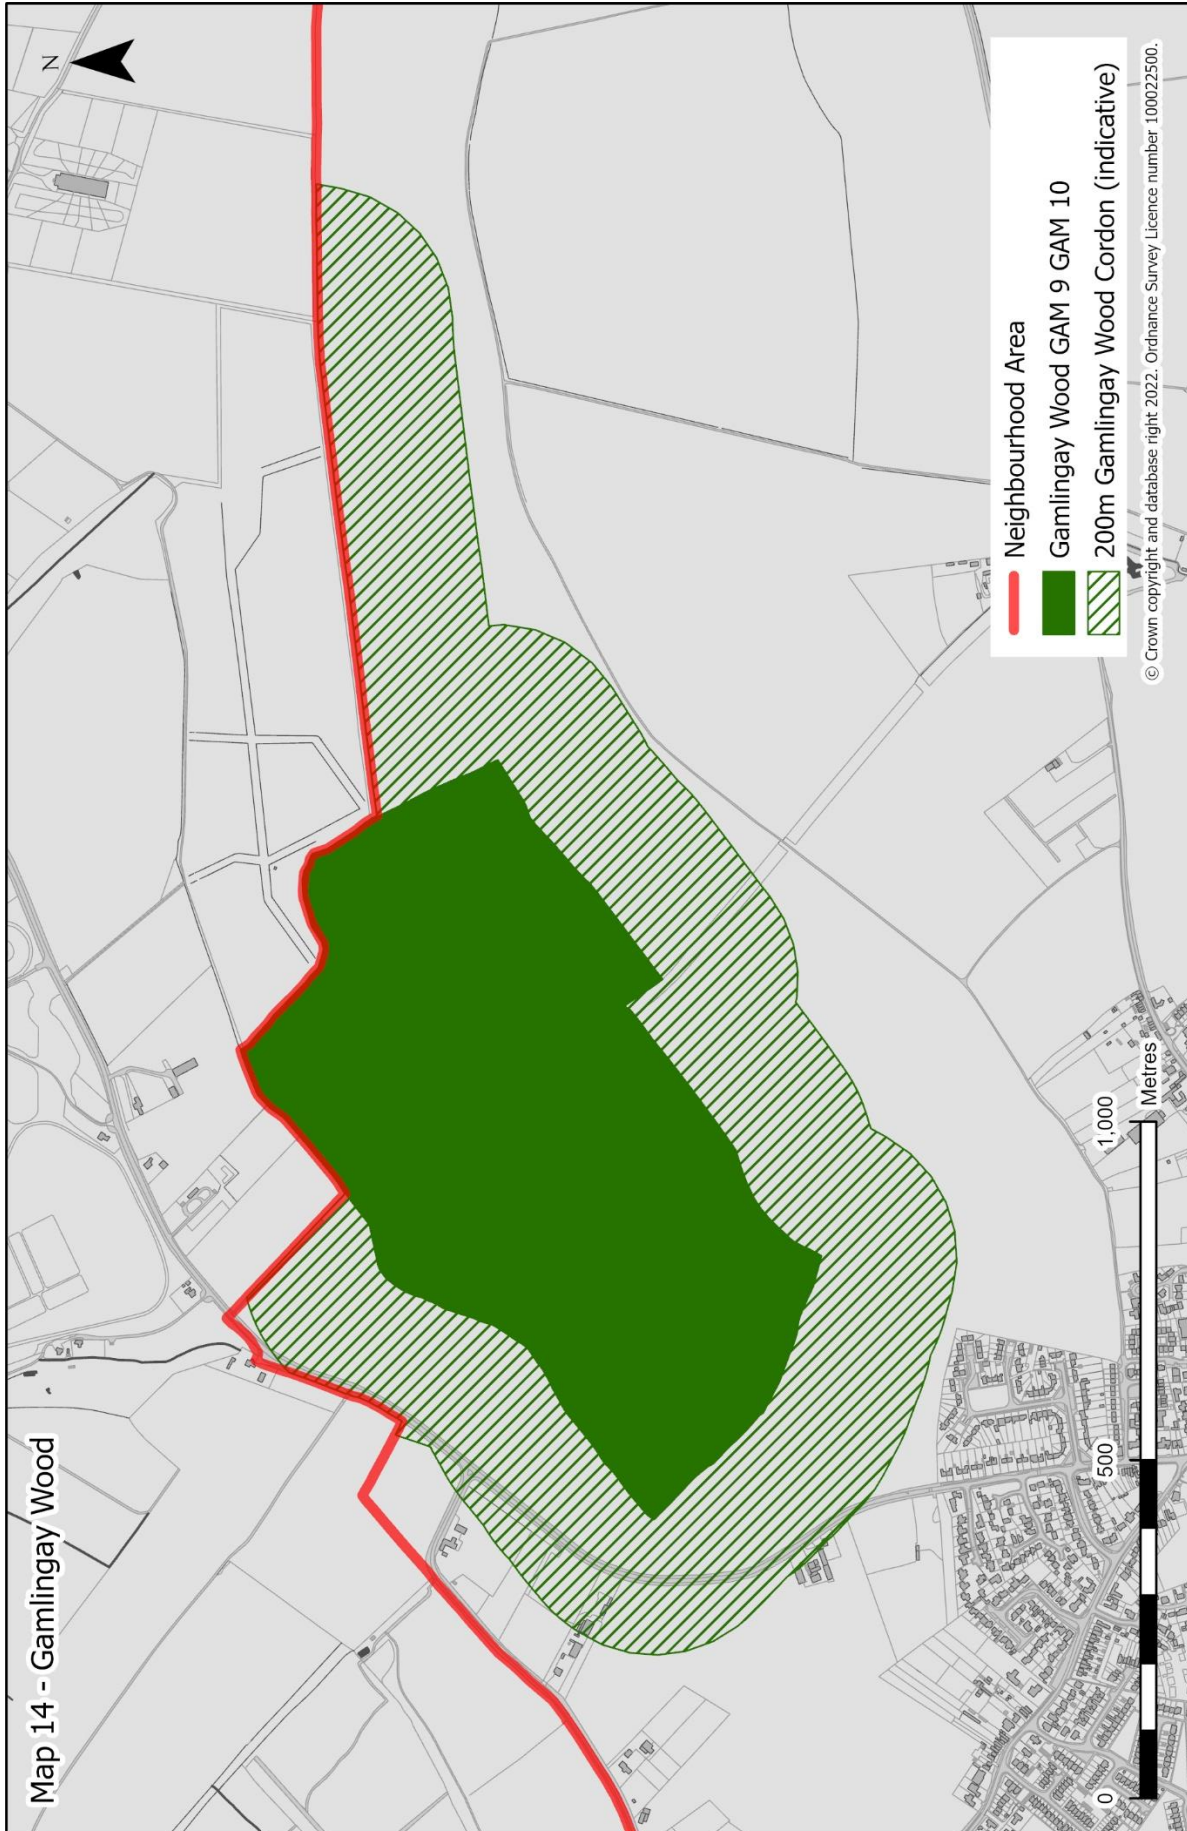 Map 14 - Gamlingay Wood
N
Neighbourhood Area
Gamlingay Wood GAM 9 GAM 10
200m Gamlingay Wood Cordon (indicative)
© Crown copyright and database right 2022. Ordnance Survey Licence number 100022500.
0 500 1,000
Metres